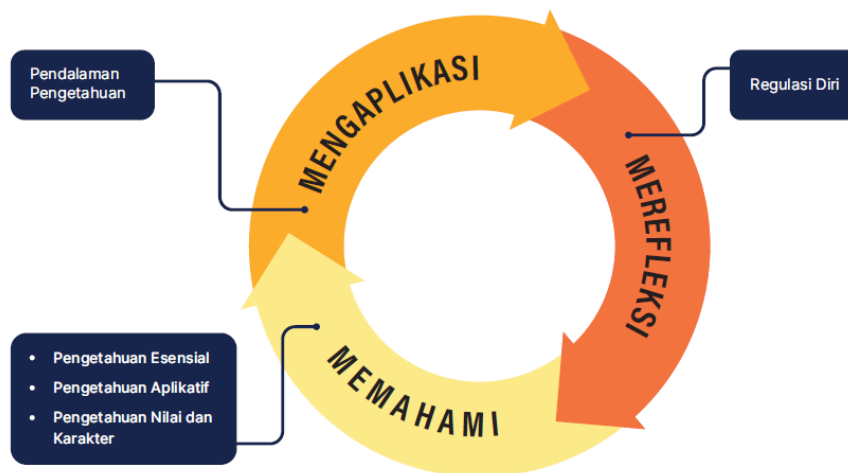 Pendalaman
Pengetahuan
MENGAPLIKASI
Regulasi Diri
MEREFLEKSI
• Pengetahuan Esensial
• Pengetahuan Aplikatif
• Pengetahuan Nilai dan
Karakter
MEMAHAMI